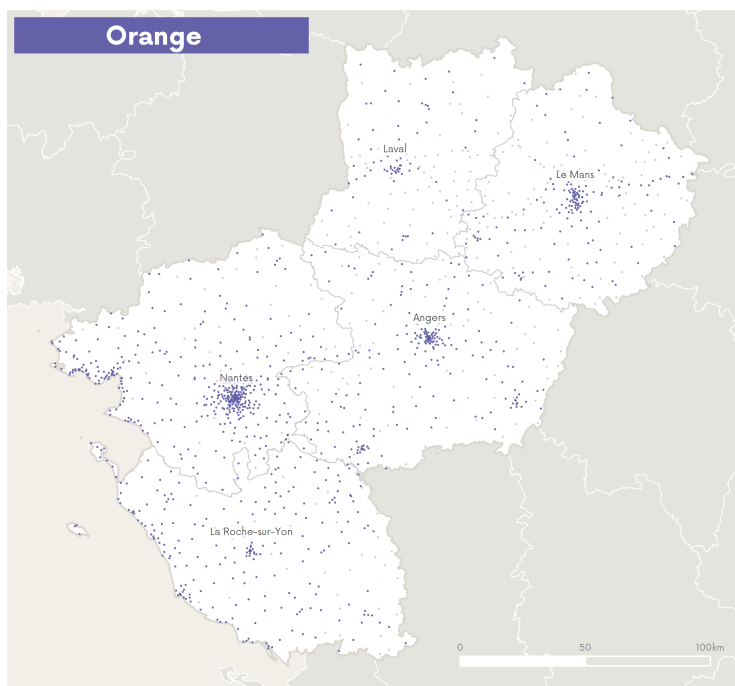 Orange
Laval
Le Mans
Angers
Nantes
La Roche-sur-Yon
0 50 100km